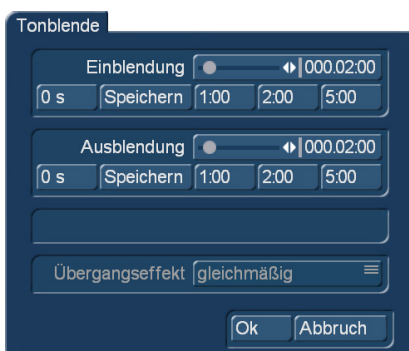 Tonblende
Einblendung 000.02:00
0 s Speichern 1:00 2:00 5:00
Ausblendung 000.02:00
0 s Speichern 1:00 2:00 5:00
Übergangseffekt gleichmäßig
Ok Abbruch